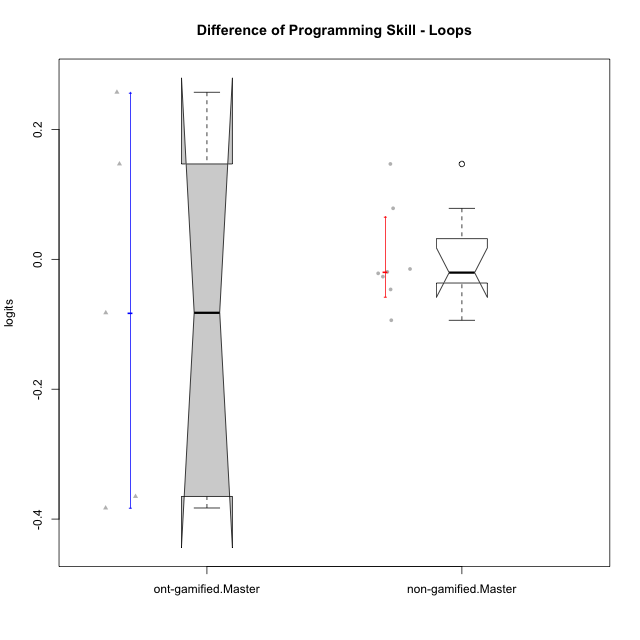 Difference of Programming Skill - Loops
logits
0.2
0.0
-0.2
-0.4
ont-gamified.Master
non-gamified.Master